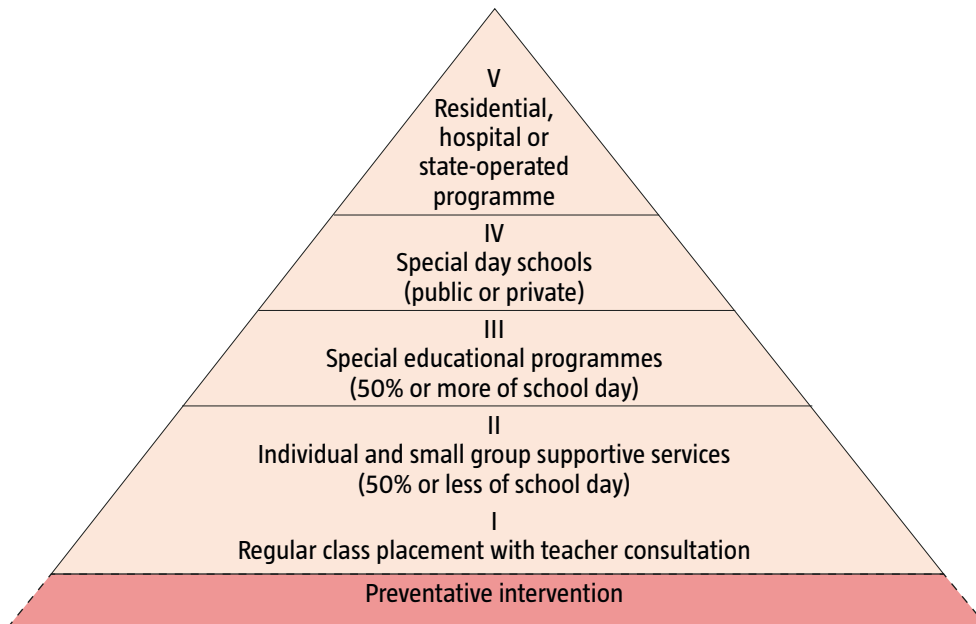 V
Residential,
hospital or
state-operated
programme
IV
Special day schools
(public or private)
III
Special educational programmes
(50% or more of school day)
II
Individual and small group supportive services
(50% or less of school day)
I
Regular class placement with teacher consultation
Preventative intervention